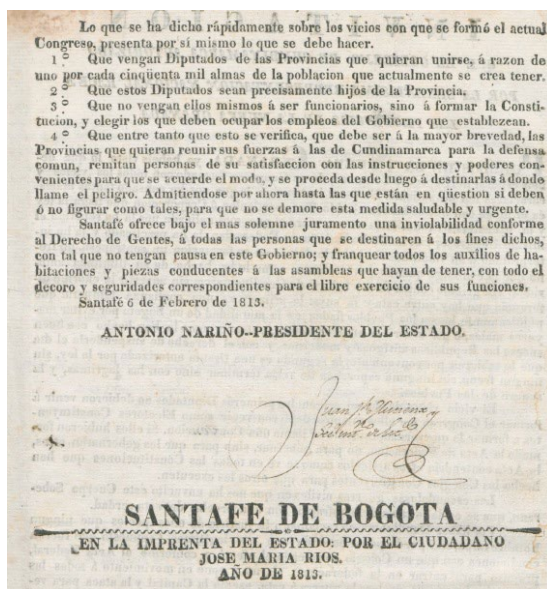 Lo que se ha dicho rápidamente sobre los vicios con que se formó el actual
Congreso, presenta por sí mismo lo que se debe hacer.
1º Que vengan Diputados de las Provincias que quieran unirse, á razon de
uno por cada cinqüenta mil almas de la poblacion que actualmente se crea tener.
2º Que estos Diputados sean precisamente hijos de la Provincia.
3º Que no vengan ellos mismos á ser funcionarios, sinó á formar la Consti-
tucion, y elegir los que deben ocupar los empleos del Gobierno que establezcan.
4º Que entre tanto que esto se verifica, que debe ser á la mayor brevedad, las
Provincias que quieran reunir sus fuerzas á las de Cundinamarca para la defensa
comun, remitan personas de su satisfaccion con las instrucciones y poderes con-
venientes para que se acuerde el modo, y se proceda desde luego á destinarlas á donde
llame el peligro. Admitiendose por ahora hasta las que están en qüestion si deben
ó no figurar como tales, para que no se demore esta medida saludable y urgente.
Santafé ofrece bajo el mas solemne juramento una inviolabilidad conforme
al Derecho de Gentes, á todas las personas que se destinaren á los fines dichos,
con tal que no tengan causa en este Gobierno; y franquear todos los auxilios de ha-
bitaciones y piezas conducentes á las asambleas que hayan de tener, con todo el
decoro y seguridades correspondientes para el libre exercicio de sus funciones.
Santafé 6 de Febrero de 1813.
ANTONIO NARIÑO--PRESIDENTE DEL ESTADO.
Juan
SANTAFE DE BOGOTA
EN LA IMPRENTA DEL ESTADO: POR EL CIUDADANO
JOSE MARIA RIOS.
AÑO DE 1813.